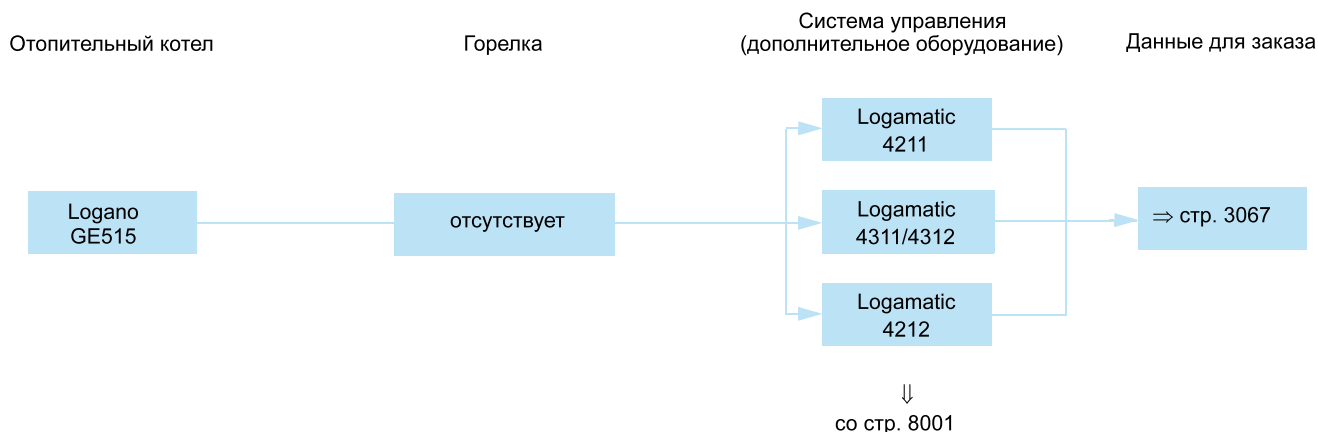 Отопительный котел
Горелка
Система управления
(дополнительное оборудование)
Данные для заказа
Logano
GE515
отсутствует
Logamatic
4211
Logamatic
4311/4312
Logamatic
4212
⇒ стр. 3067
⇓
со стр. 8001